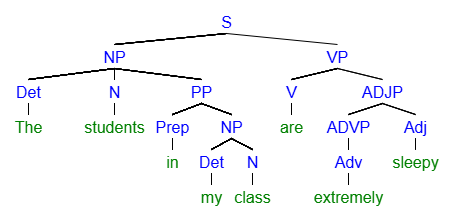 S
NP VP
Det N PP V ADJP
The students Prep NP are ADVP Adj
in Det N Adv sleepy
my class extremely